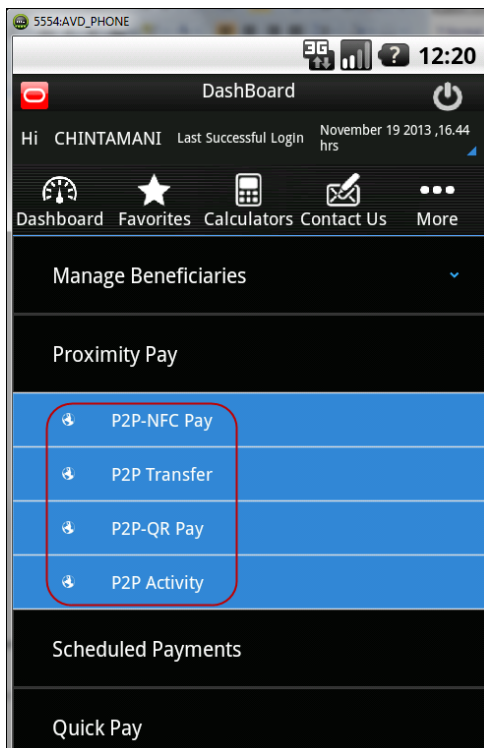 5554:AVD_PHONE
3G ? 12:20
DashBoard
Hi CHINTAMANI Last Successful Login November 19 2013 ,16.44
hrs
Dashboard Favorites Calculators Contact Us More
Manage Beneficiaries
Proximity Pay
P2P-NFC Pay
P2P Transfer
P2P-QR Pay
P2P Activity
Scheduled Payments
Quick Pay